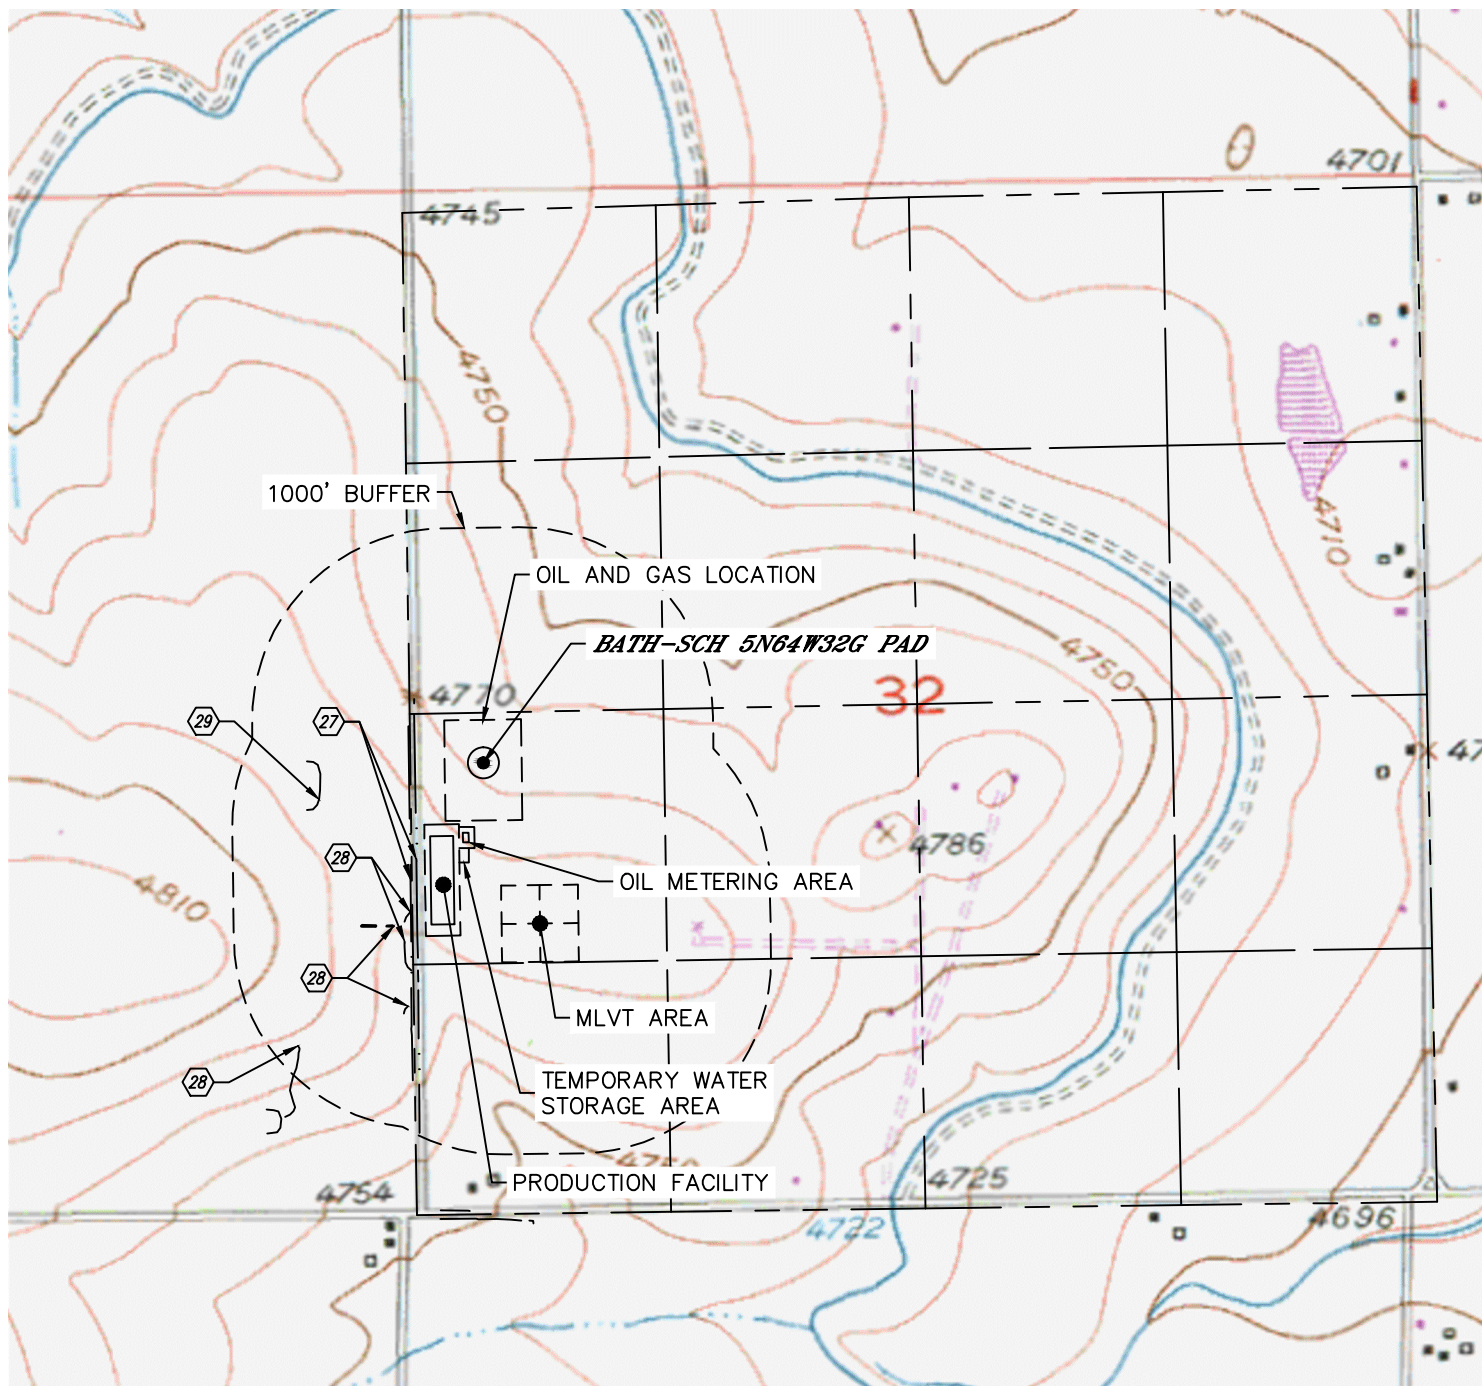 4701
4745
4750
1000' BUFFER
4710
OIL AND GAS LOCATION
BATH-SCH 5N64W32G PAD
4750
4770
32
29
27
47
4786
28
OIL METERING AREA
4810
28
MLVT AREA
28
TEMPORARY WATER
STORAGE AREA
4750
PRODUCTION FACILITY
4725
4754
4722
4696